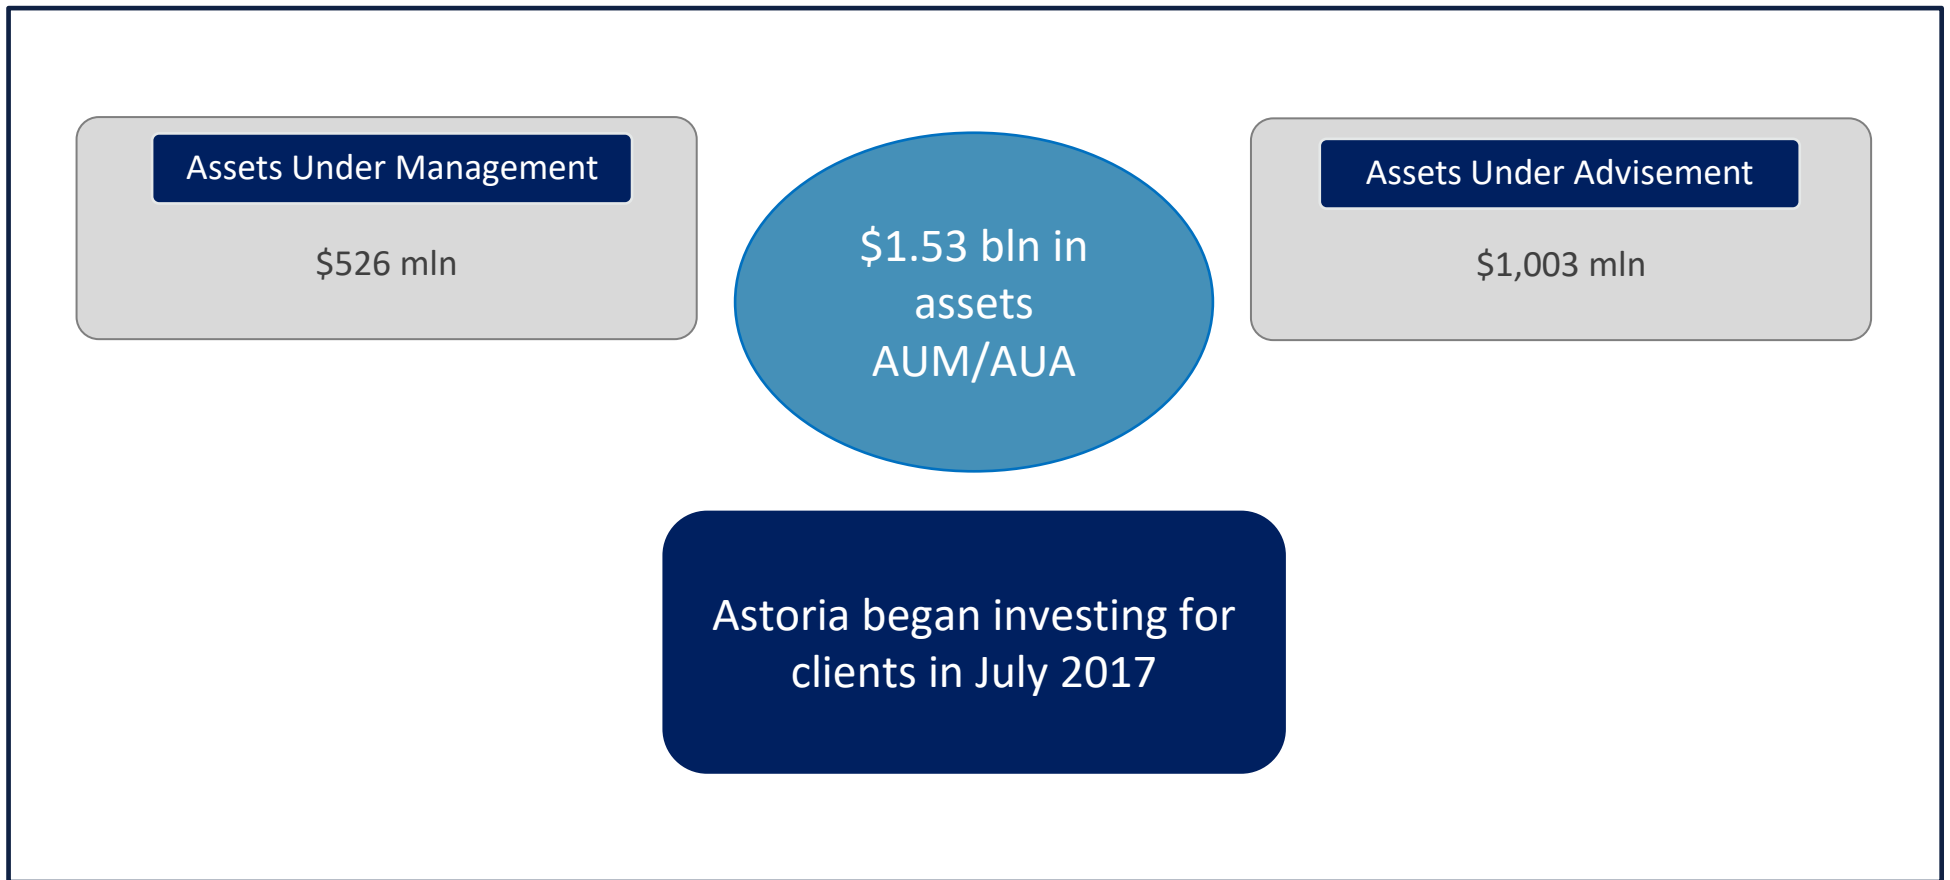 Assets Under Management
$526 mln
$1.53 bln in
assets
AUM/AUA
Assets Under Advisement
$1,003 mln
Astoria began investing for
clients in July 2017